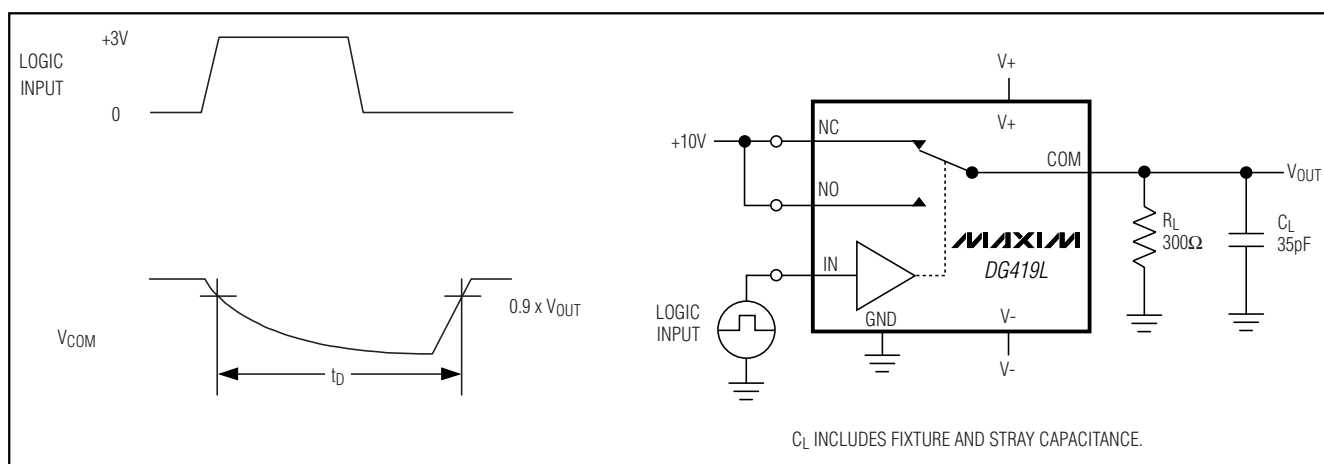 +3V
LOGIC
INPUT
0
V_COM
0.9 x V_OUT
t_D
V+
V+
+10V
NC
COM
V_OUT
NO
R_L
300Ω
C_L
35pF
MAXIM
DG419L
IN
LOGIC
INPUT
GND
V-
V-
C_L INCLUDES FIXTURE AND STRAY CAPACITANCE.